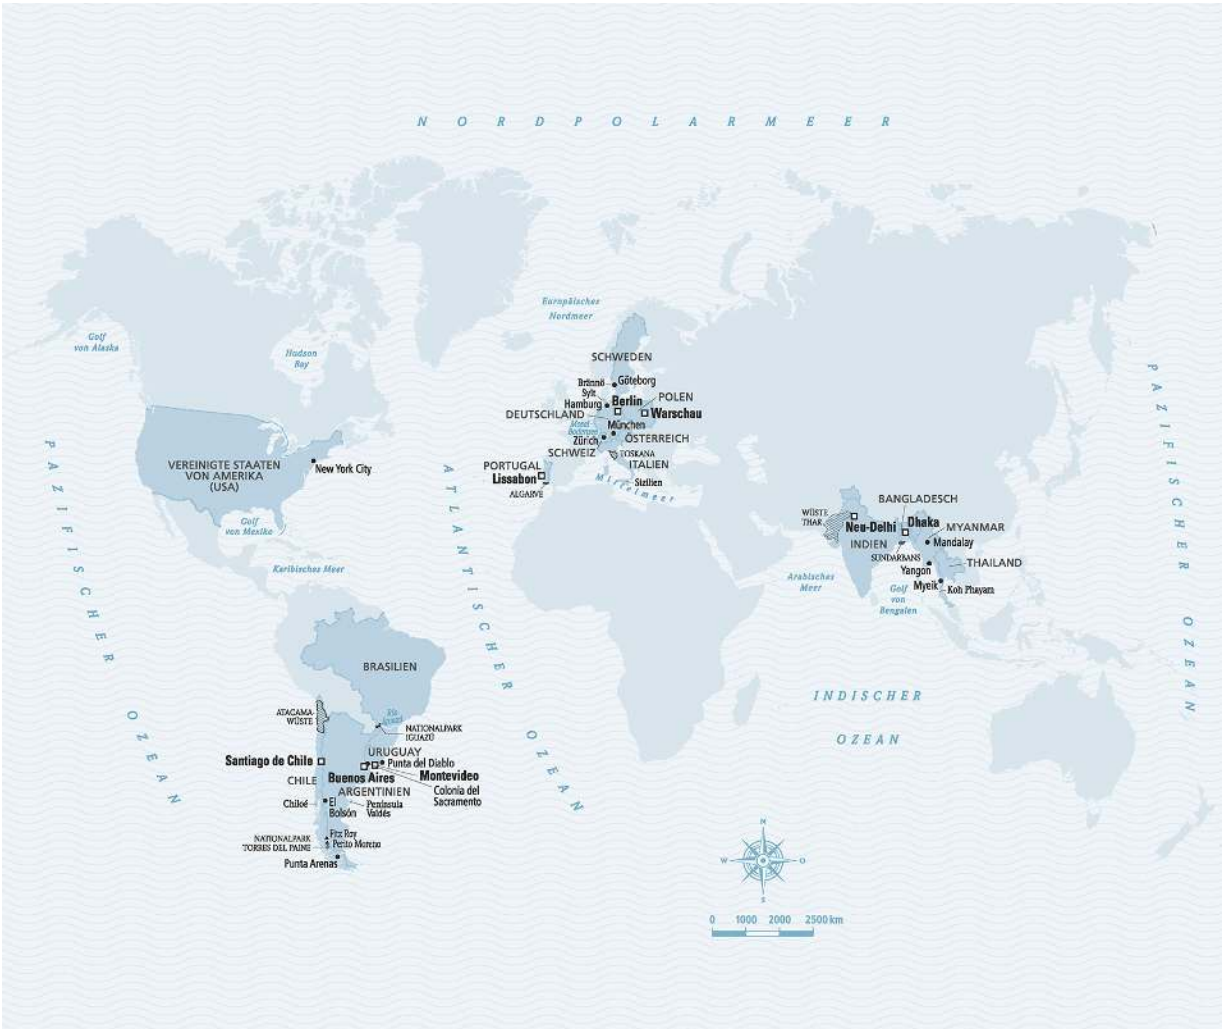 NORDPOLARMEER
Europäisches
Nordmeer
Golf
von Alaska
Hudson
Bay
SCHWEDEN
Brännö
Göteborg
Sylt
Hamburg
Berlin
POLEN
DEUTSCHLAND
Warschau
München
Zürich
ÖSTERREICH
SCHWEIZ
TOSKANA
ITALIEN
PORTUGAL
Lissabon
ALGARVE
Sizilien
Mittelmeer
PAZIFISCHER
OZEAN
VEREINIGTE STAATEN
VON AMERIKA
(USA)
New York City
Golf
von Mexiko
Karibisches Meer
ATLANTISCHER
OZEAN
WÜSTE
THAR
BANGLADESCH
Neu-Delhi
Dhaka
MYANMAR
INDIEN
Mandalay
SUNDARBANS
Yangon
THAILAND
Myeik
Koh Phayam
Arabisches
Meer
Golf
von
Bengalen
PAZIFISCHER
OZEAN
BRASILIEN
INDISCHER
OZEAN
ATACAMA-
WÜSTE
NATIONALPARK
IGUAZÚ
URUGUAY
Santiago de Chile
Punta del Diablo
CHILE
Buenos Aires
Montevideo
ARGENTINIEN
Colonia del
Sacramento
Chiloé
El
Bolsón
Península
Valdés
Fitz Roy
NATIONALPARK
TORRES DEL PAINE
Perito Moreno
Punta Arenas
N
W
O
S
0 1000 2000 2500 km